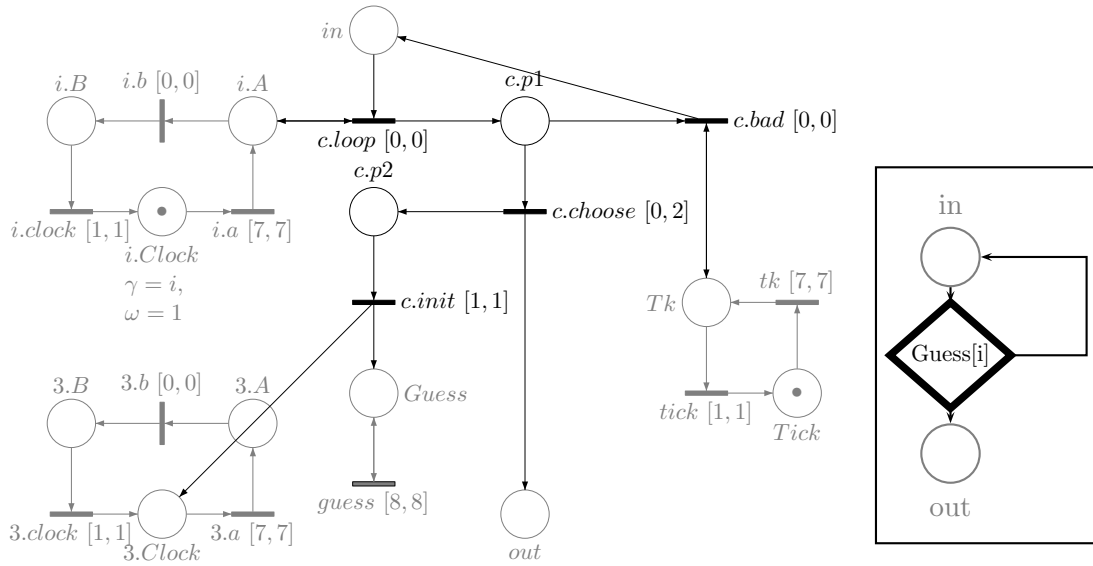 in
i.B
i.b [0, 0]
i.A
c.p1
c.loop [0, 0]
c.bad [0, 0]
c.p2
i.clock [1, 1]
i.Clock
i.a [7, 7]
c.choose [0, 2]
γ = i,
ω = 1
c.init [1, 1]
Tk
tk [7, 7]
in
Guess[i]
out
3.B
3.b [0, 0]
3.A
Guess
tick [1, 1]
Tick
3.clock [1, 1]
3.Clock
3.a [7, 7]
guess [8, 8]
out